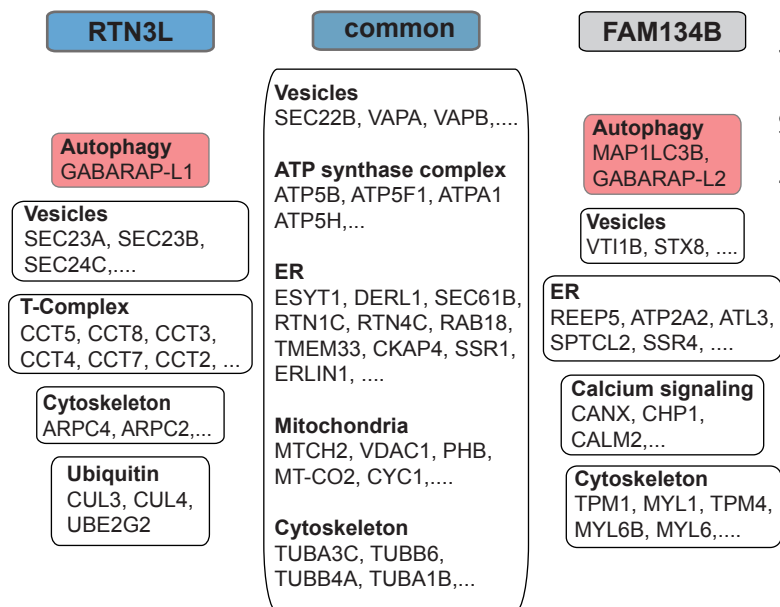 RTN3L
Autophagy
GABARAP-L1
Vesicles
SEC23A, SEC23B,
SEC24C,....
T-Complex
CCT5, CCT8, CCT3,
CCT4, CCT7, CCT2, ...
Cytoskeleton
ARPC4, ARPC2,...
Ubiquitin
CUL3, CUL4,
UBE2G2
common
Vesicles
SEC22B, VAPA, VAPB,....
ATP synthase complex
ATP5B, ATP5F1, ATPA1
ATP5H,...
ER
ESYT1, DERL1, SEC61B,
RTN1C, RTN4C, RAB18,
TMEM33, CKAP4, SSR1,
ERLIN1, ....
Mitochondria
MTCH2, VDAC1, PHB,
MT-CO2, CYC1,....
Cytoskeleton
TUBA3C, TUBB6,
TUBB4A, TUBA1B,...
FAM134B
Autophagy
MAP1LC3B,
GABARAP-L2
Vesicles
VTI1B, STX8, ....
ER
REEP5, ATP2A2, ATL3,
SPTCL2, SSR4, ....
Calcium signaling
CANX, CHP1,
CALM2,...
Cytoskeleton
TPM1, MYL1, TPM4,
MYL6B, MYL6,....